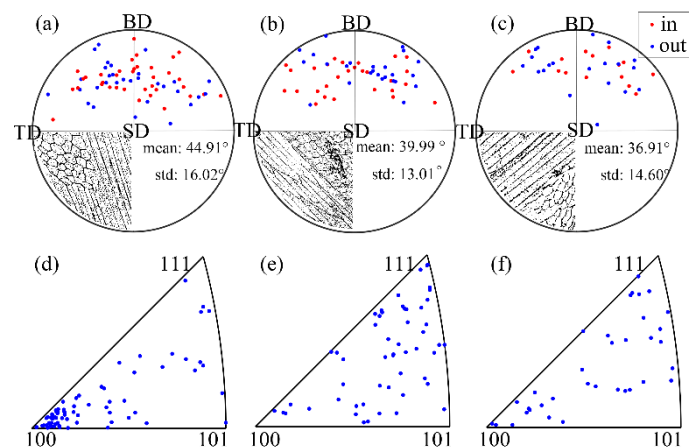 (a) BD (b) BD (c) BD in
out
TD SD TD SD TD SD
mean: 44.91° mean: 39.99 ° mean: 36.91°
std: 16.02° std: 13.01° std: 14.60°
(d) 111 (e) 111 (f) 111
100 101 100 101 100 101